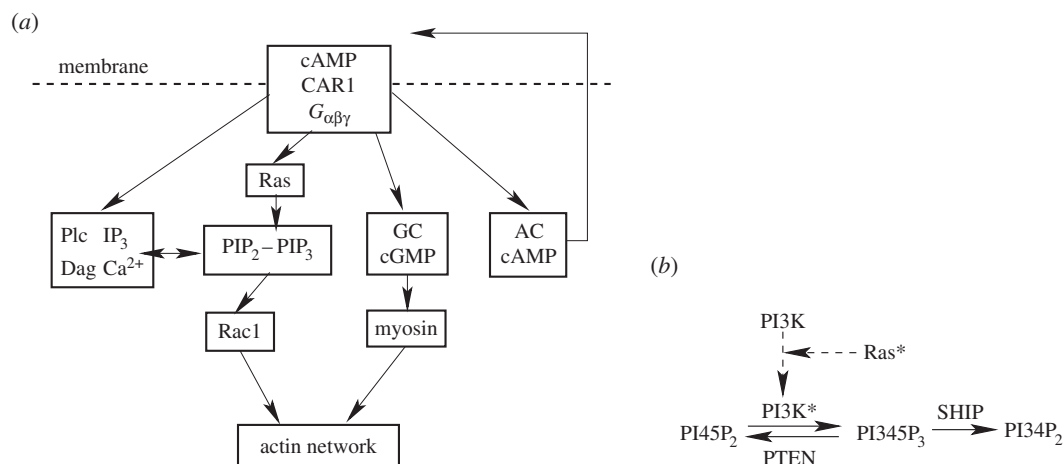 (a)
membrane
cAMP
CAR1
Gαβγ
Ras
Plc IP3
Dag Ca2+
PIP2 – PIP3
GC
cGMP
AC
cAMP
Rac1
myosin
actin network
(b)
PI3K
Ras*
PI3K*
PI45P2
PI345P3
SHIP
PI34P2
PTEN